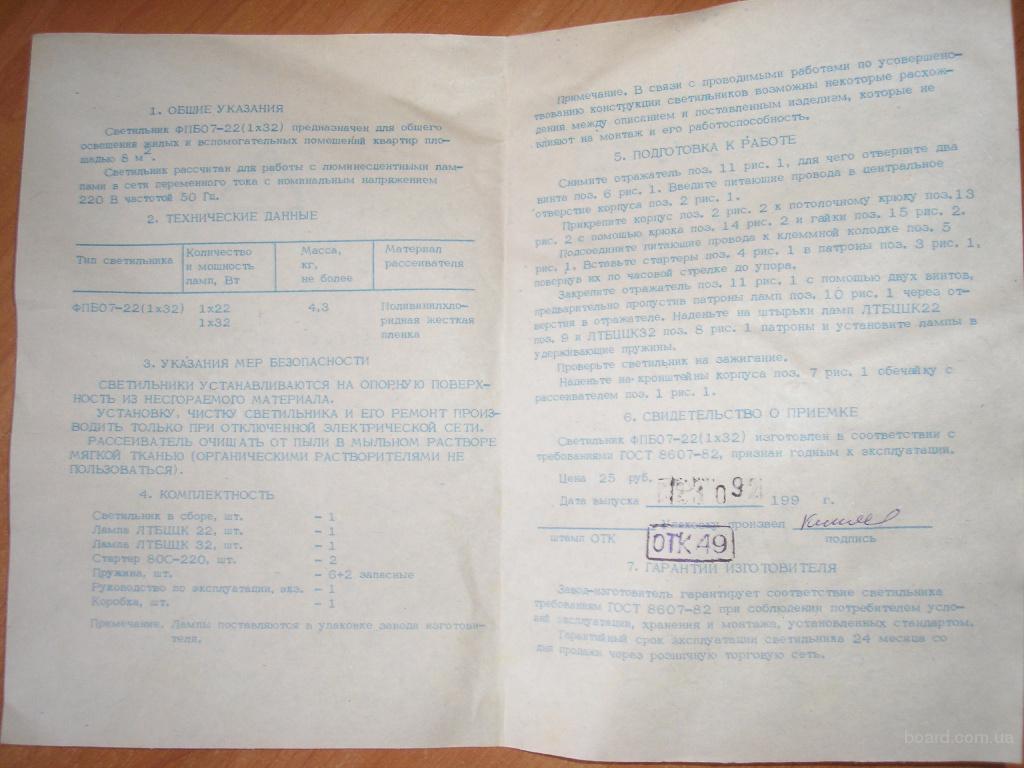 1. ОБЩИЕ УКАЗАНИЯ
Светильник ФПБ07-22(1х32) предназначен для общего
освещения жилых и вспомогательных помещений квартир пло-
щадью 8 м².
Светильник рассчитан для работы с люминесцентными лам-
пами в сети переменного тока с номинальным напряжением
220 В частотой 50 Гц.
2. ТЕХНИЧЕСКИЕ ДАННЫЕ
Тип светильника Количество Масса, Материал
и мощность кг, рассеивателя
ламп, Вт не более
ФПБ07-22(1х32) 1х22 4,3 Поливинилхло-
1х32 ридная жесткая
пленка
3. УКАЗАНИЯ МЕР БЕЗОПАСНОСТИ
СВЕТИЛЬНИКИ УСТАНАВЛИВАЮТСЯ НА ОПОРНУЮ ПОВЕРХ-
НОСТЬ ИЗ НЕСГОРАЕМОГО МАТЕРИАЛА.
УСТАНОВКУ, ЧИСТКУ СВЕТИЛЬНИКА И ЕГО РЕМОНТ ПРОИЗ-
ВОДИТЬ ТОЛЬКО ПРИ ОТКЛЮЧЕННОЙ ЭЛЕКТРИЧЕСКОЙ СЕТИ.
РАССЕИВАТЕЛЬ ОЧИЩАТЬ ОТ ПЫЛИ В МЫЛЬНОМ РАСТВОРЕ
МЯГКОЙ ТКАНЬЮ (ОРГАНИЧЕСКИМИ РАСТВОРИТЕЛЯМИ НЕ
ПОЛЬЗОВАТЬСЯ).
4. КОМПЛЕКТНОСТЬ
Светильник в сборе, шт. – 1
Лампа ЛТБЦЦК 22, шт. – 1
Лампа ЛТБЦЦК 32, шт. – 1
Стартер 80С-220, шт. – 2
Пружина, шт. – 6+2 запасные
Руководство по эксплуатации, экз. – 1
Коробка, шт. – 1
Примечание. Лампы поставляются в упаковке завода изготови-
теля.
Примечание. В связи с проводимыми работами по усовершенс-
твованию конструкции светильников возможны некоторые расхож-
дения между описанием и поставленным изделием, которые не
влияют на монтаж и его работоспособность.
5. ПОДГОТОВКА К РАБОТЕ
Снимите отражатель поз. 11 рис. 1, для чего отверните два
винта поз. 6 рис. 1. Введите питающие провода в центральное
отверстие корпуса поз. 2 рис. 1.
Прикрепите корпус поз. 2 рис. 2 к потолочному крюку поз.13
рис. 2 с помощью крюка поз. 14 рис. 2 и гайки поз. 15 рис. 2.
Подсоедините питающие провода к клеммной колодке поз. 5
рис. 1. Вставьте стартеры поз. 4 рис. 1 в патроны поз. 3 рис. 1,
повернув их по часовой стрелке до упора.
Закрепите отражатель поз. 11 рис. 1 с помощью двух винтов,
предварительно пропустив патроны ламп поз. 10 рис. 1 через от-
верстия в отражателе. Наденьте на штырьки ламп ЛТБЦЦК22
поз. 9 и ЛТБЦЦК32 поз. 8 рис. 1 патроны и установите лампы в
удерживающие пружины.
Проверьте светильник на зажигание.
Наденьте на кронштейны корпуса поз. 7 рис. 1 обечайку с
рассеивателем поз. 1 рис. 1.
6. СВИДЕТЕЛЬСТВО О ПРИЕМКЕ
Светильник ФПБ07-22(1х32) изготовлен в соответствии с
требованиями ГОСТ 8607-82, признан годным к эксплуатации.
Цена 25 руб.
Дата выпуска 092 199 г.
Упаковку произвел
штамп ОТК ОТК 49 подпись
7. ГАРАНТИИ ИЗГОТОВИТЕЛЯ
Завод-изготовитель гарантирует соответствие светильника
требованиям ГОСТ 8607-82 при соблюдении потребителем усло-
вий эксплуатации, хранения и монтажа, установленных стандартом.
Гарантийный срок эксплуатации светильника 24 месяца со
дня продажи через розничную торговую сеть.
board.com.ua